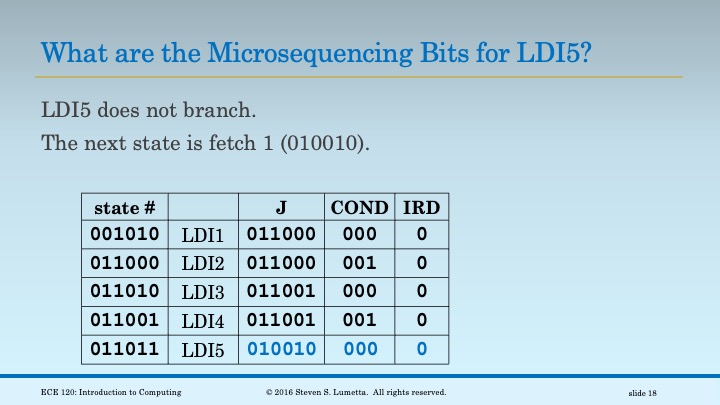 What are the Microsequencing Bits for LDI5?
LDI5 does not branch.
The next state is fetch 1 (010010).
state # J COND IRD
001010 LDI1 011000 000 0
011000 LDI2 011000 001 0
011010 LDI3 011001 000 0
011001 LDI4 011001 001 0
011011 LDI5 010010 000 0
ECE 120: Introduction to Computing © 2016 Steven S. Lumetta. All rights reserved. slide 18